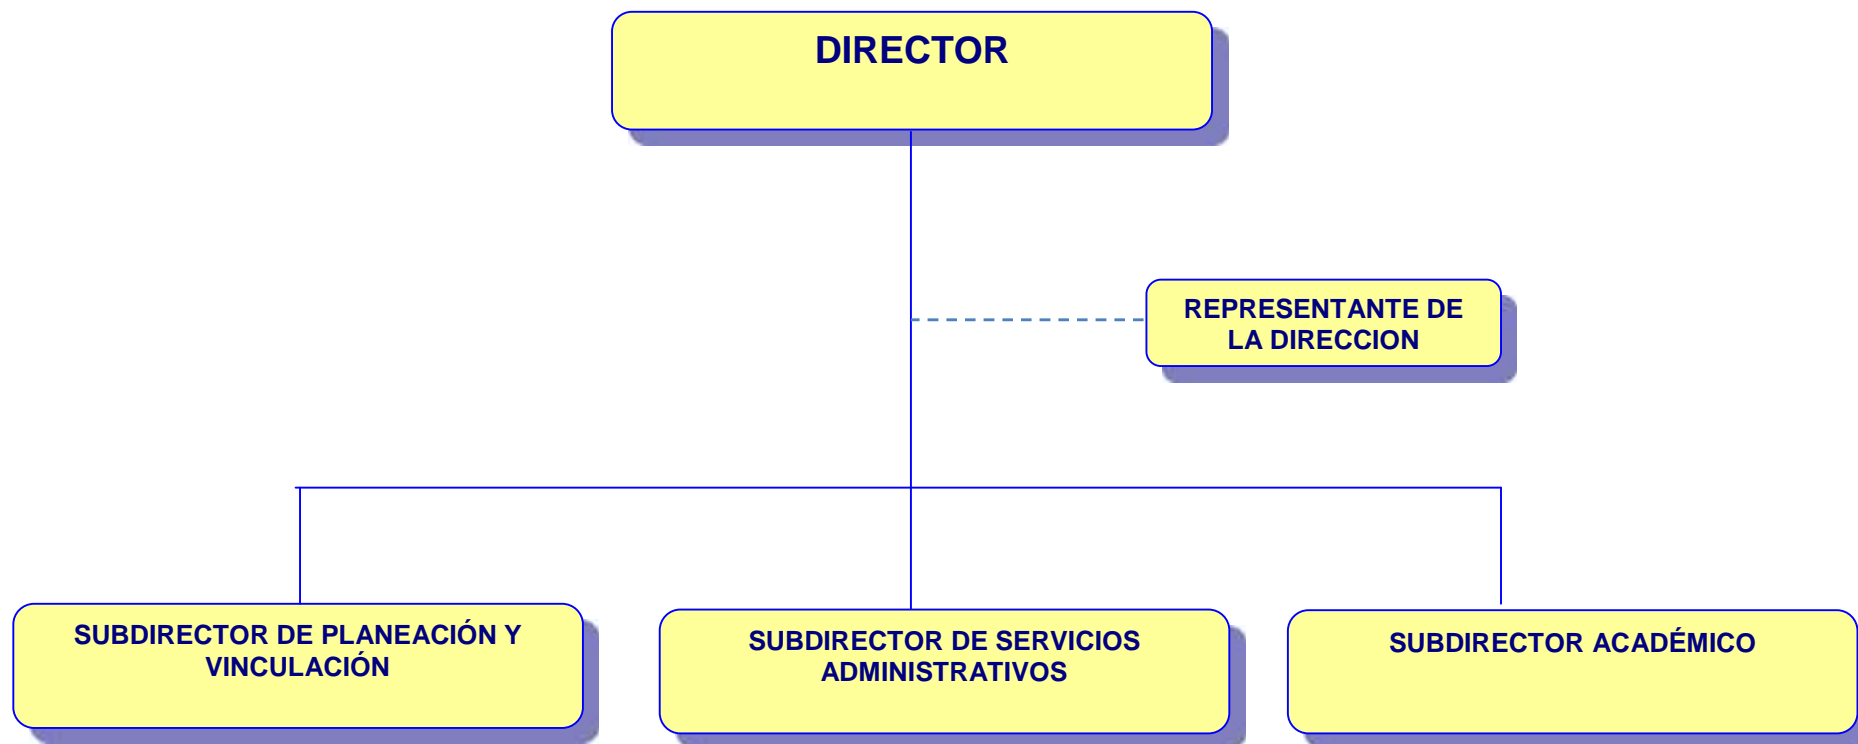 DIRECTOR
REPRESENTANTE DE
LA DIRECCION
SUBDIRECTOR DE PLANEACIÓN Y
VINCULACIÓN
SUBDIRECTOR DE SERVICIOS
ADMINISTRATIVOS
SUBDIRECTOR ACADÉMICO